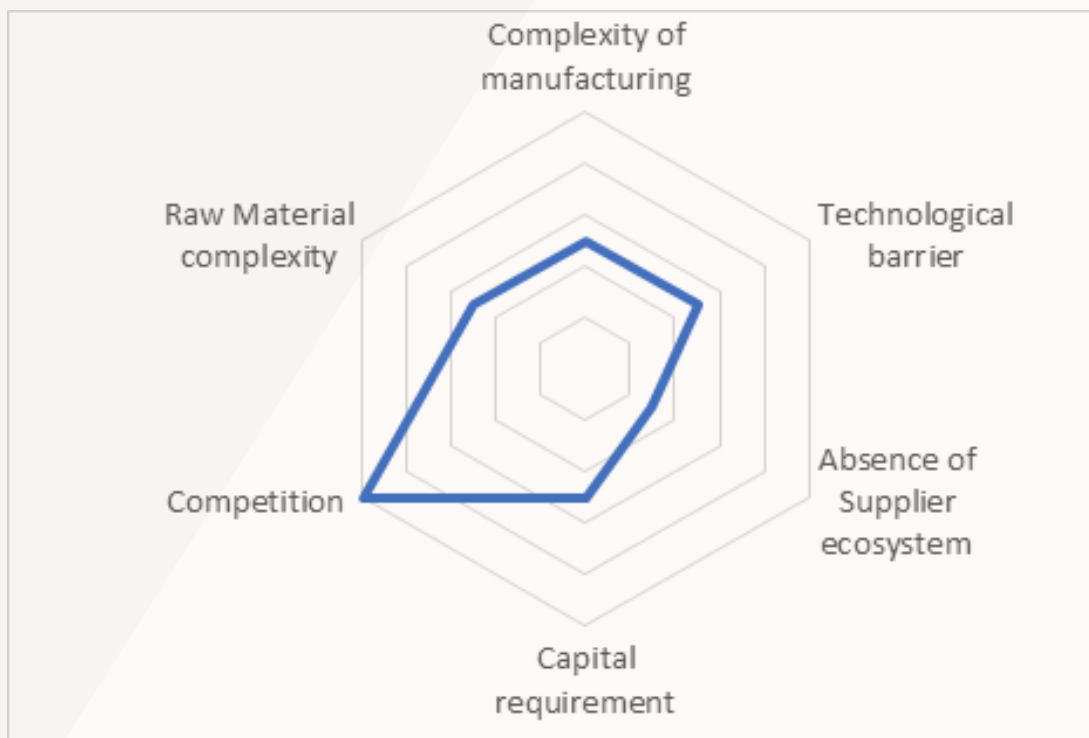 Complexity of
manufacturing
Technological
barrier
Absence of
Supplier
ecosystem
Capital
requirement
Competition
Raw Material
complexity